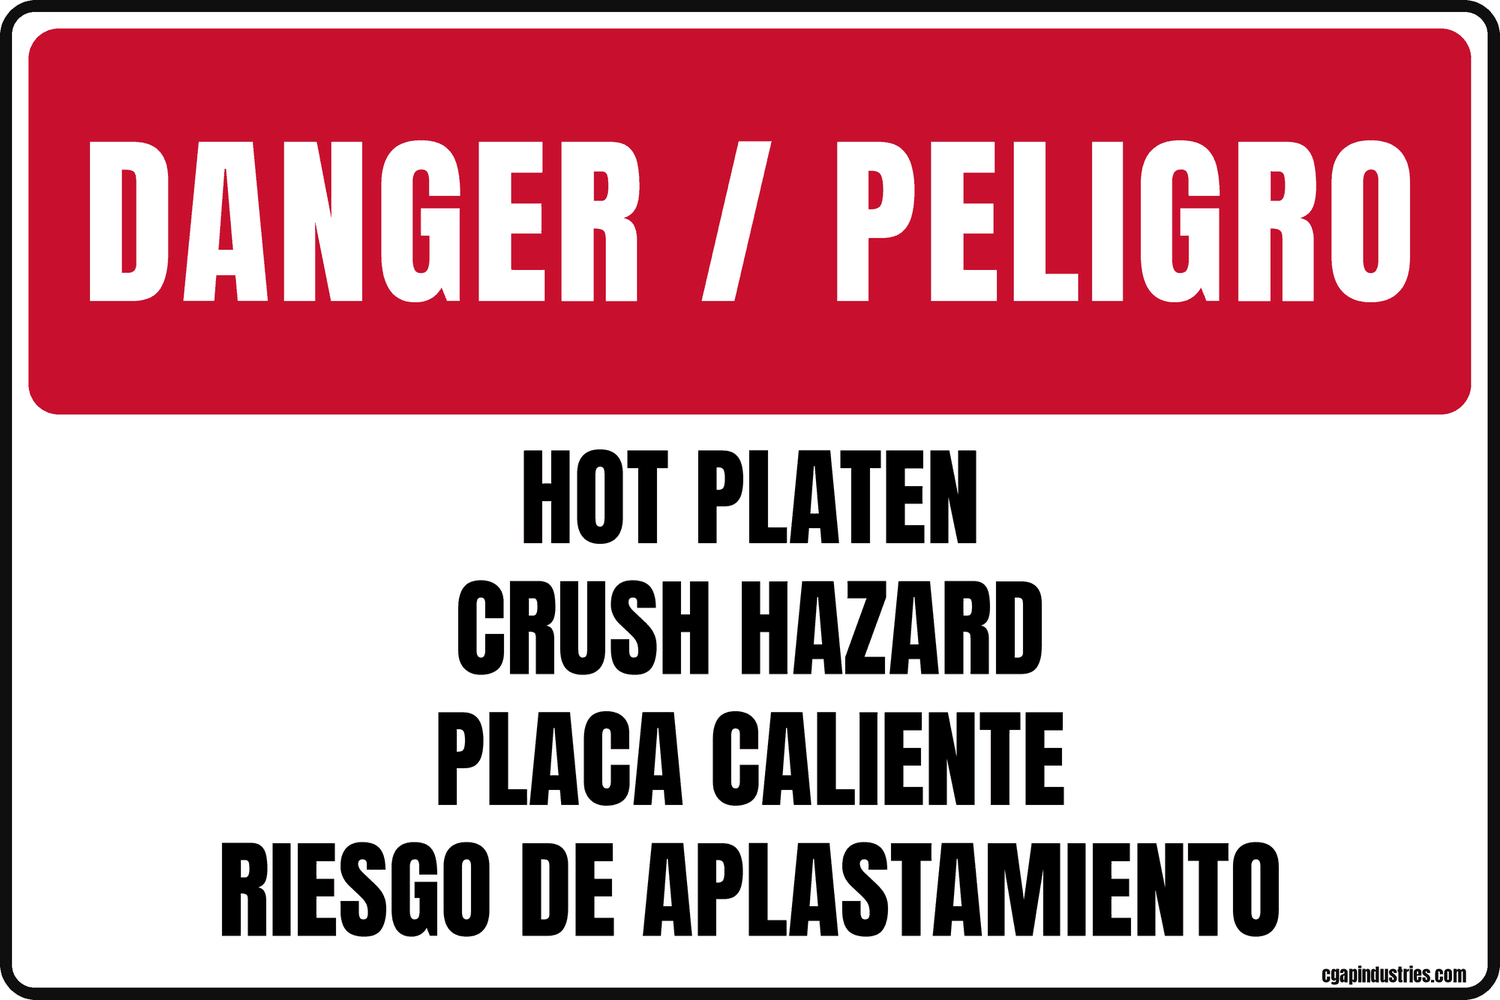 DANGER / PELIGRO
HOT PLATEN
CRUSH HAZARD
PLACA CALIENTE
RIESGO DE APLASTAMIENTO
cgapindustries.com